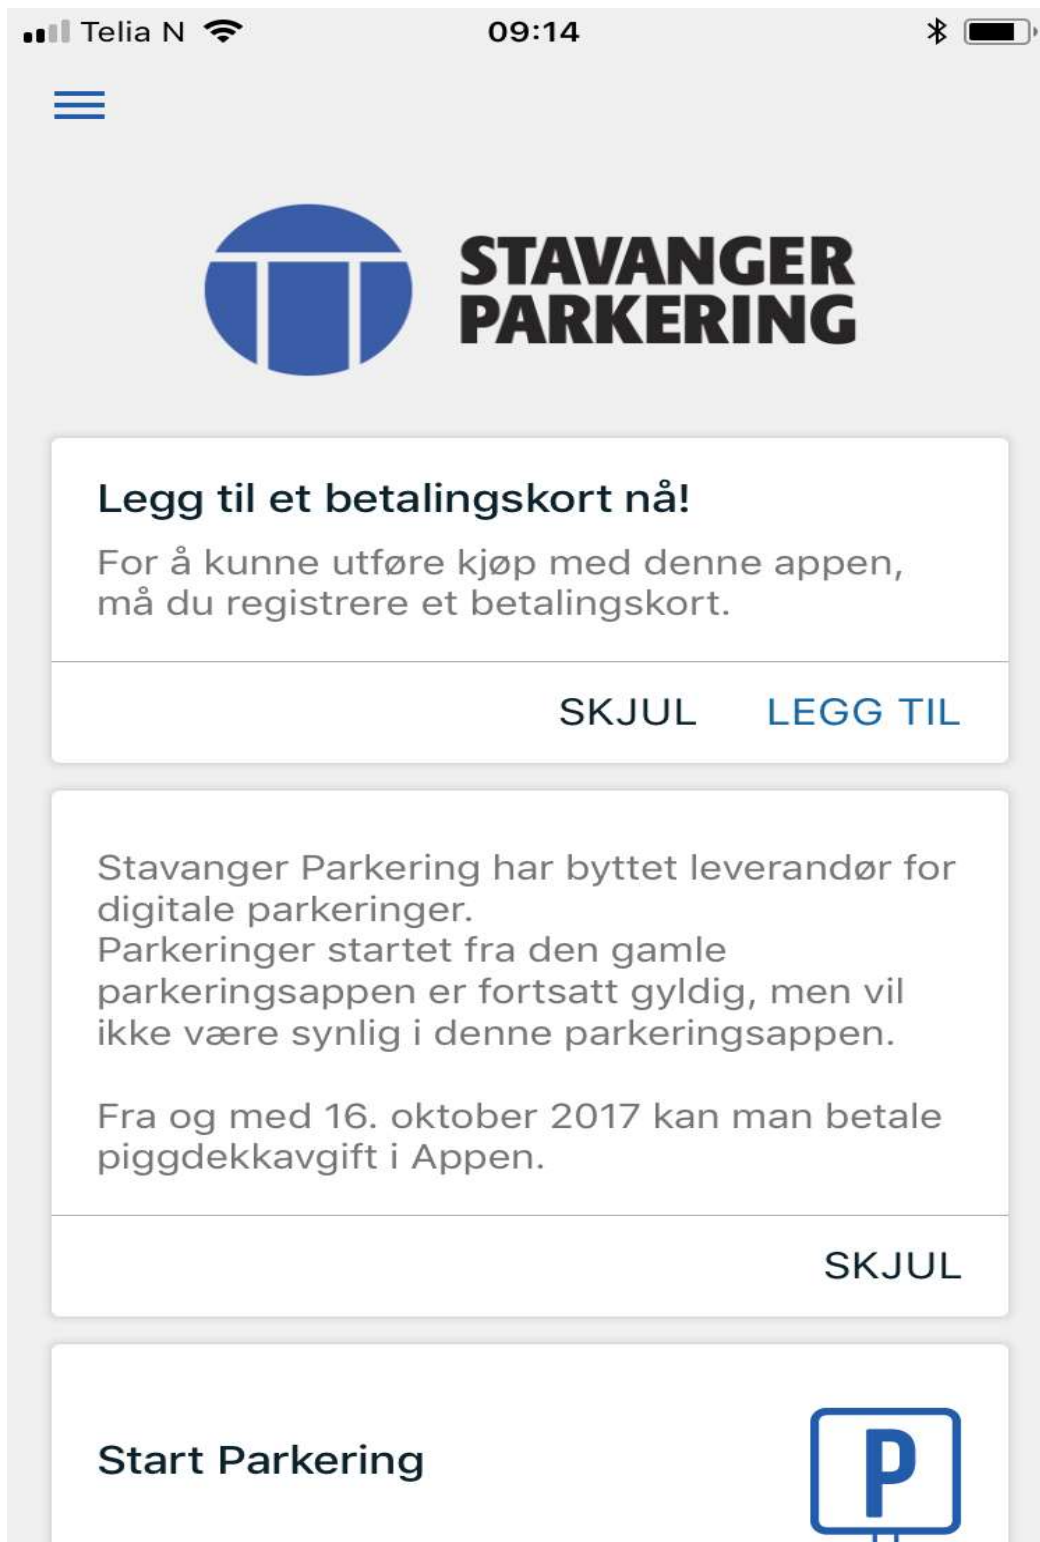 Telia N 09:14
STAVANGER
PARKERING
Legg til et betalingskort nå!
For å kunne utføre kjøp med denne appen,
må du registrere et betalingskort.
SKJUL LEGG TIL
Stavanger Parkering har byttet leverandør for
digitale parkeringer.
Parkeringer startet fra den gamle
parkeringsappen er fortsatt gyldig, men vil
ikke være synlig i denne parkeringsappen.
Fra og med 16. oktober 2017 kan man betale
piggdekkavgift i Appen.
SKJUL
Start Parkering
P